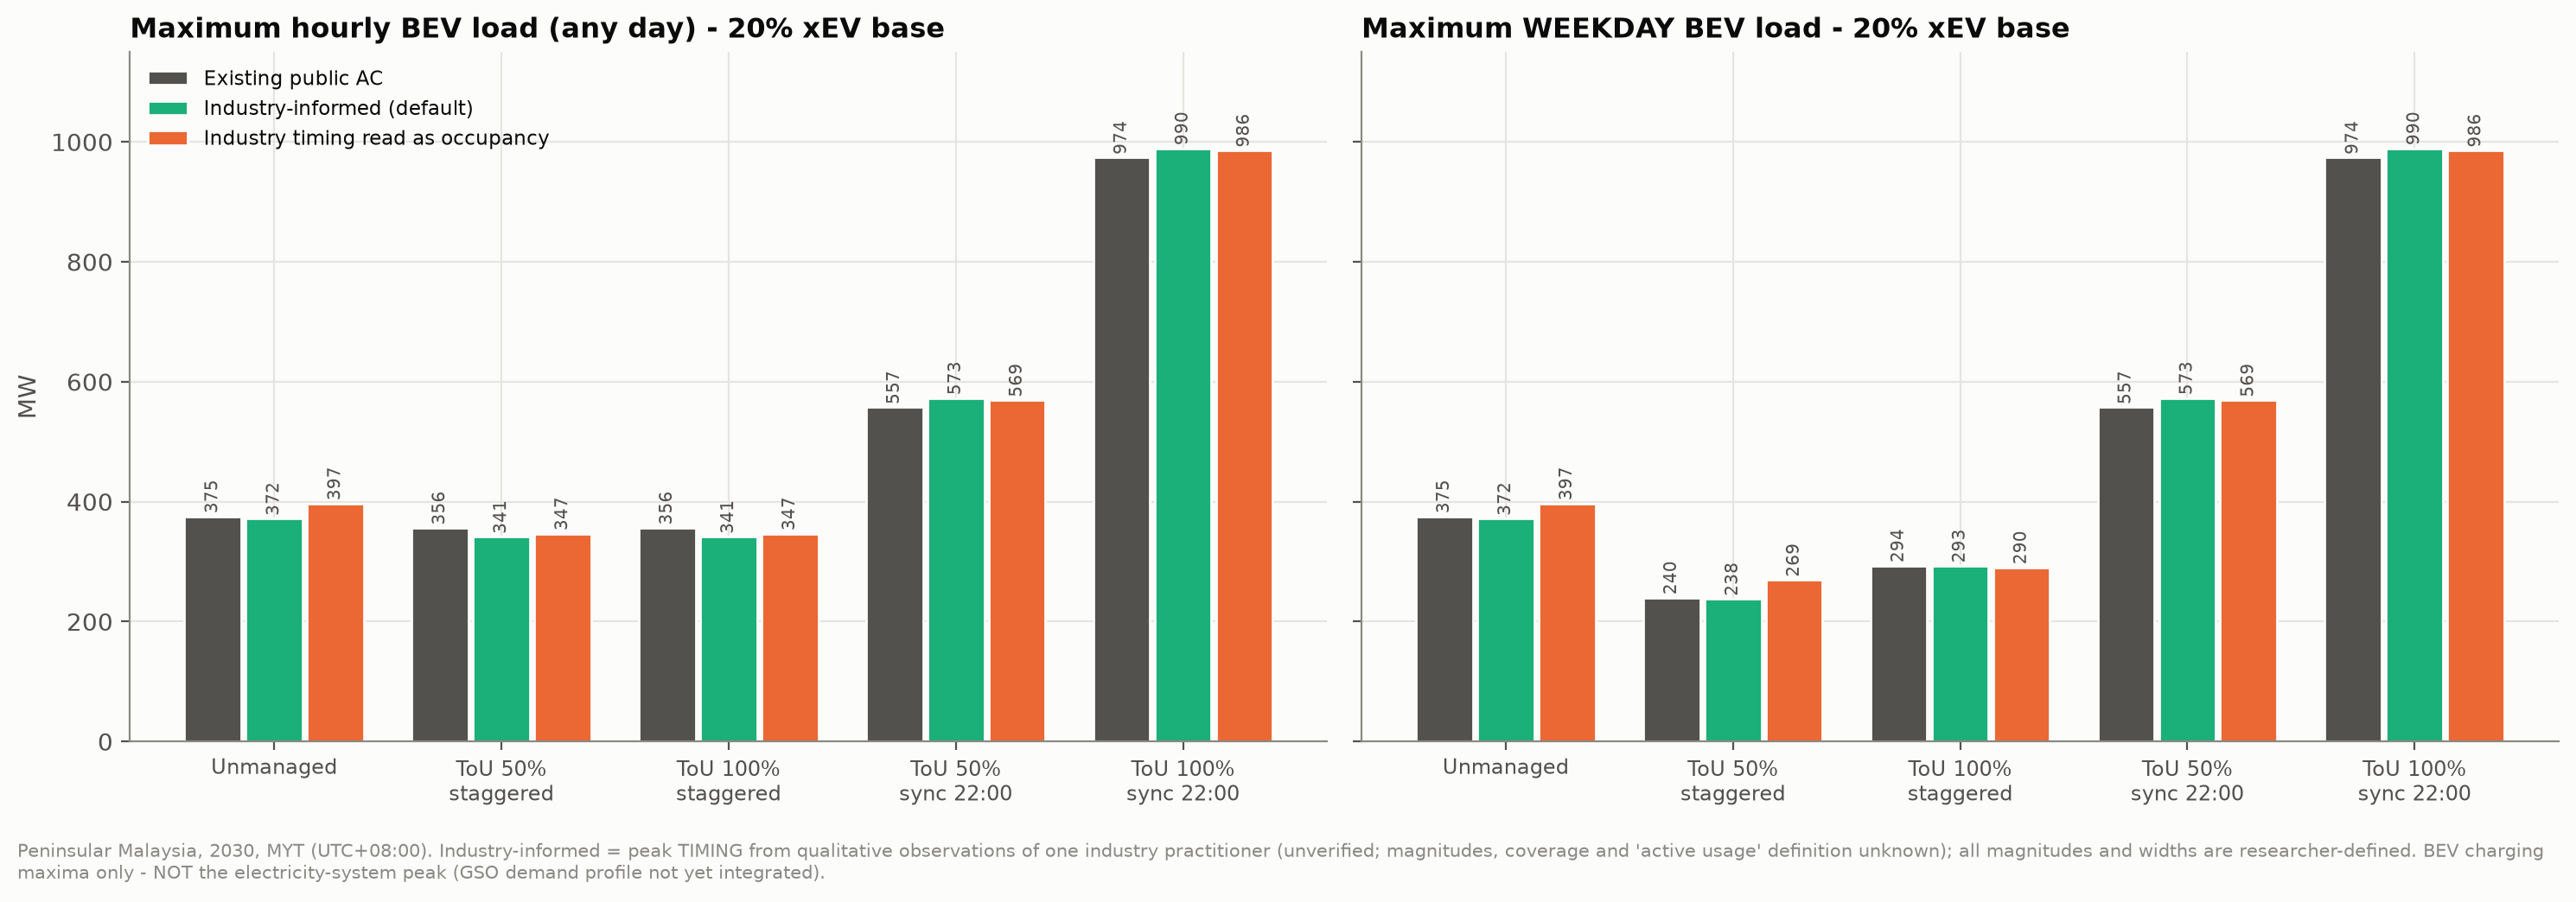 Maximum hourly BEV load (any day) - 20% xEV base
Existing public AC
Industry-informed (default)
Industry timing read as occupancy
MW
1000
800
600
400
200
0
375
372
397
356
341
347
356
341
347
557
573
569
974
990
986
Unmanaged
ToU 50%
staggered
ToU 100%
staggered
ToU 50%
sync 22:00
ToU 100%
sync 22:00
Maximum WEEKDAY BEV load - 20% xEV base
375
372
397
240
238
269
294
293
290
557
573
569
974
990
986
Unmanaged
ToU 50%
staggered
ToU 100%
staggered
ToU 50%
sync 22:00
ToU 100%
sync 22:00
Peninsular Malaysia, 2030, MYT (UTC+08:00). Industry-informed = peak TIMING from qualitative observations of one industry practitioner (unverified; magnitudes, coverage and 'active usage' definition unknown); all magnitudes and widths are researcher-defined. BEV charging
maxima only - NOT the electricity-system peak (GSO demand profile not yet integrated).